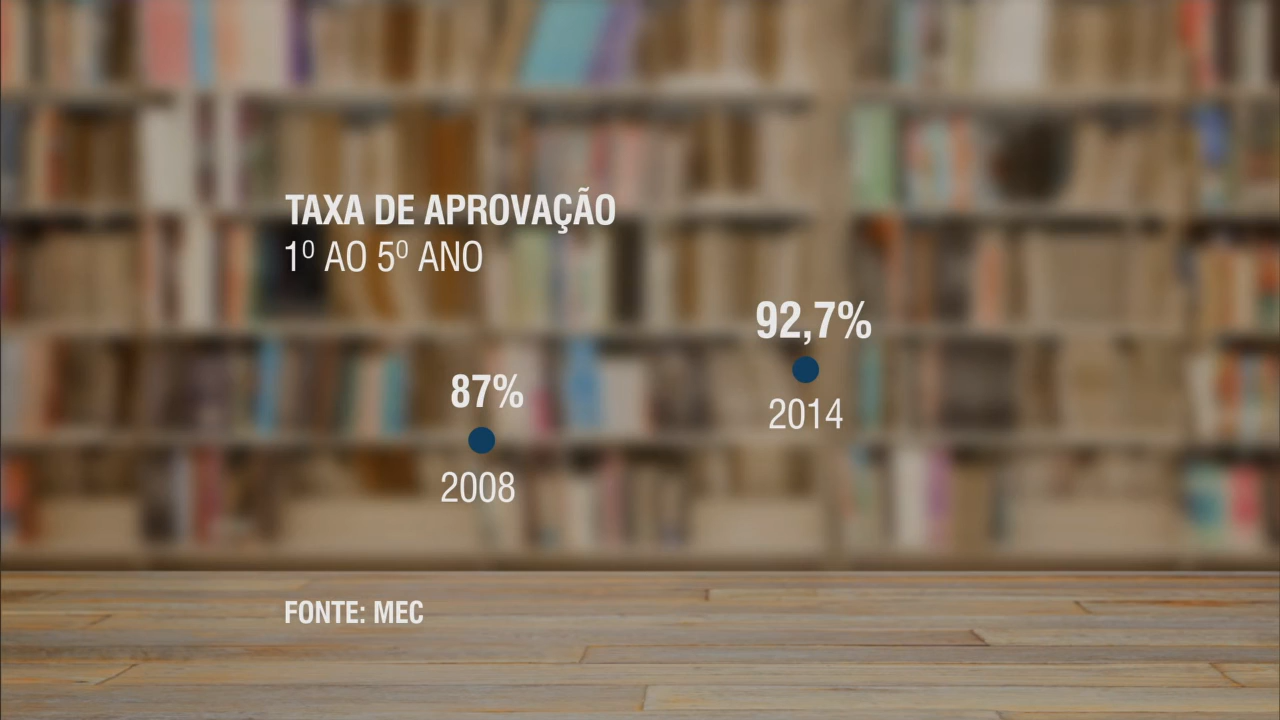 TAXA DE APROVAÇÃO
1º AO 5º ANO
92,7%
2014
87%
2008
FONTE: MEC